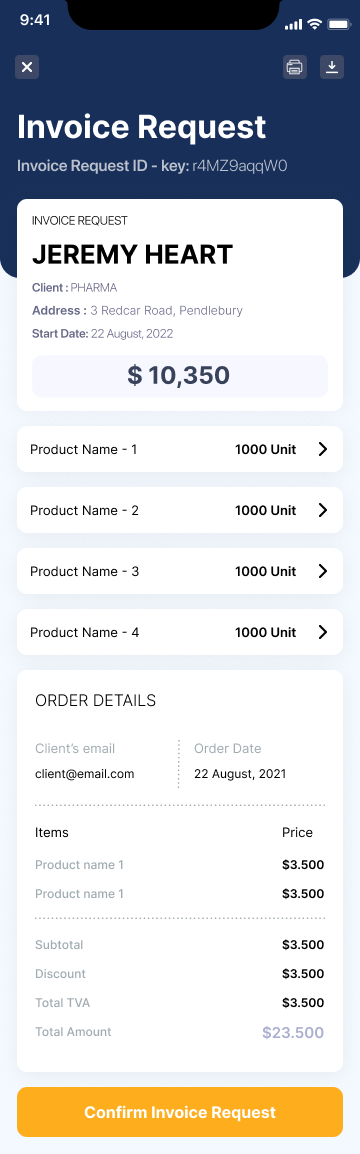 9:41
Invoice Request
Invoice Request ID - key: r4MZ9aqqW0
INVOICE REQUEST
JEREMY HEART
Client : PHARMA
Address : 3 Redcar Road, Pendlebury
Start Date: 22 August, 2022
$ 10,350
Product Name - 1 1000 Unit
Product Name - 2 1000 Unit
Product Name - 3 1000 Unit
Product Name - 4 1000 Unit
ORDER DETAILS
Client's email Order Date
client@email.com 22 August, 2021
Items Price
Product name 1 $3.500
Product name 1 $3.500
Subtotal $3.500
Discount $3.500
Total TVA $3.500
Total Amount $23.500
Confirm Invoice Request